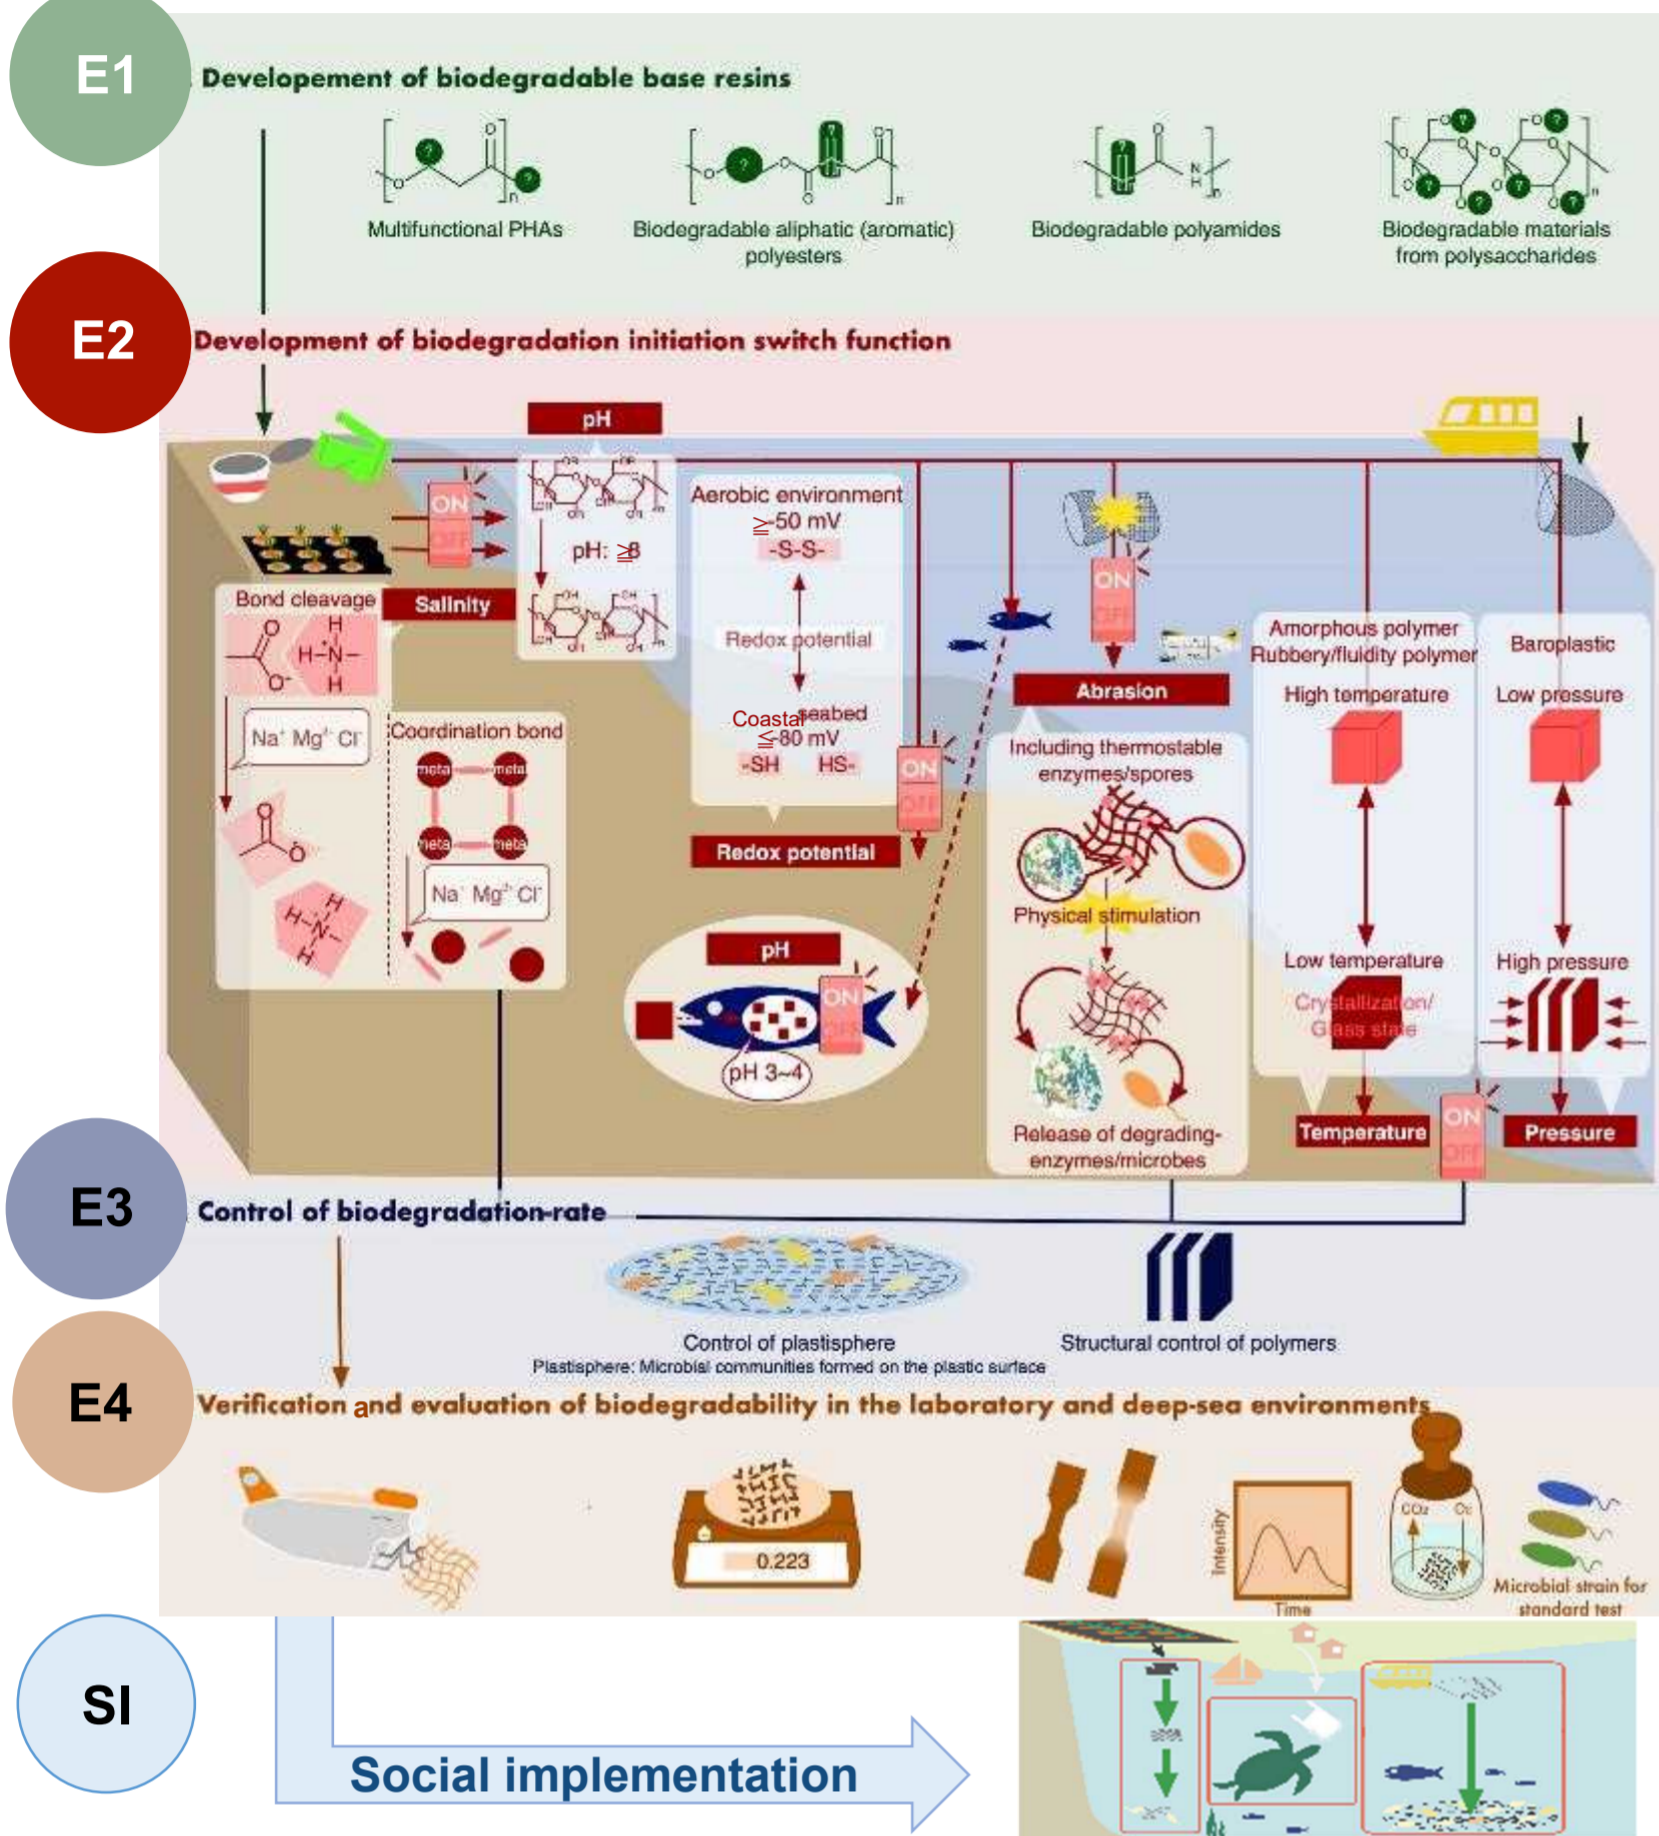 E1
Developement of biodegradable base resins
O
O
n
?
?
Multifunctional PHAs
O
?
O
O
?
O
n
Biodegradable aliphatic (aromatic)
polyesters
?
O
N
H
n
Biodegradable polyamides
O
?
O
?
O
O
O
O
?
O
?
O
?
O
?
n
Biodegradable materials
from polysaccharides
E2
Development of biodegradation initiation switch function
pH
Aerobic environment
≧-50 mV
-S-S-
ON
OFF
pH: ≧8
Salinity
Bond cleavage
O
O-
H
H-N-
H
Na+ Mg2+ Cl-
O
O
H
H-N-
H
Coordination bond
metal
metal
meta
meta
Na+ Mg2+ Cl-
Redox potential
Coastal seabed
≦-80 mV
-SH HS-
Redox potential
ON
OFF
pH
ON
OFF
pH 3~4
ON
OFF
Abrasion
Including thermostable
enzymes/spores
Physical stimulation
Release of degrading-
enzymes/microbes
Amorphous polymer
Rubbery/fluidity polymer
High temperature
Low temperature
Crystallization/
Glass state
Temperature
Baroplastic
Low pressure
High pressure
ON
OFF
Pressure
E3
Control of biodegradation-rate
Control of plastisphere
Plastisphere: Microbial communities formed on the plastic surface
Structural control of polymers
E4
Verification and evaluation of biodegradability in the laboratory and deep-sea environments
0.223
Intensity
Time
CO2 O2
Microbial strain for
standard test
SI
Social implementation